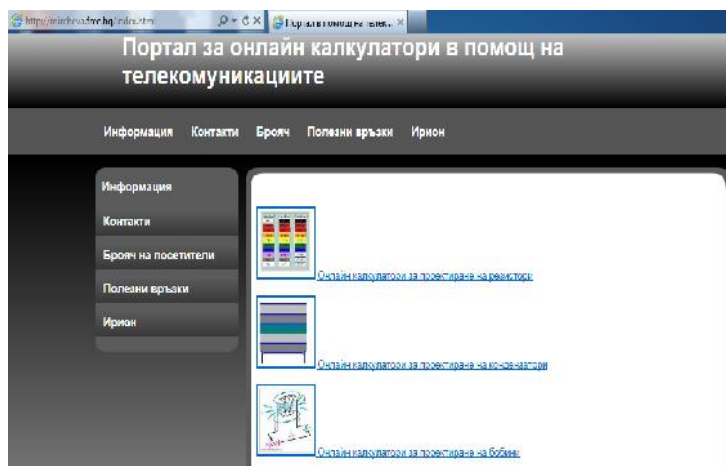 Портал за онлайн калкулатори в помощ на
телекомуникациите
Информация Контакти Брояч Полезни връзки Ирион
Информация
Контакти
Брояч на посетители
Полезни връзки
Ирион
Онлайн калкулатори за проектиране на резистори
Онлайн калкулатори за проектиране на кондензатори
Онлайн калкулатори за проектиране на бобини